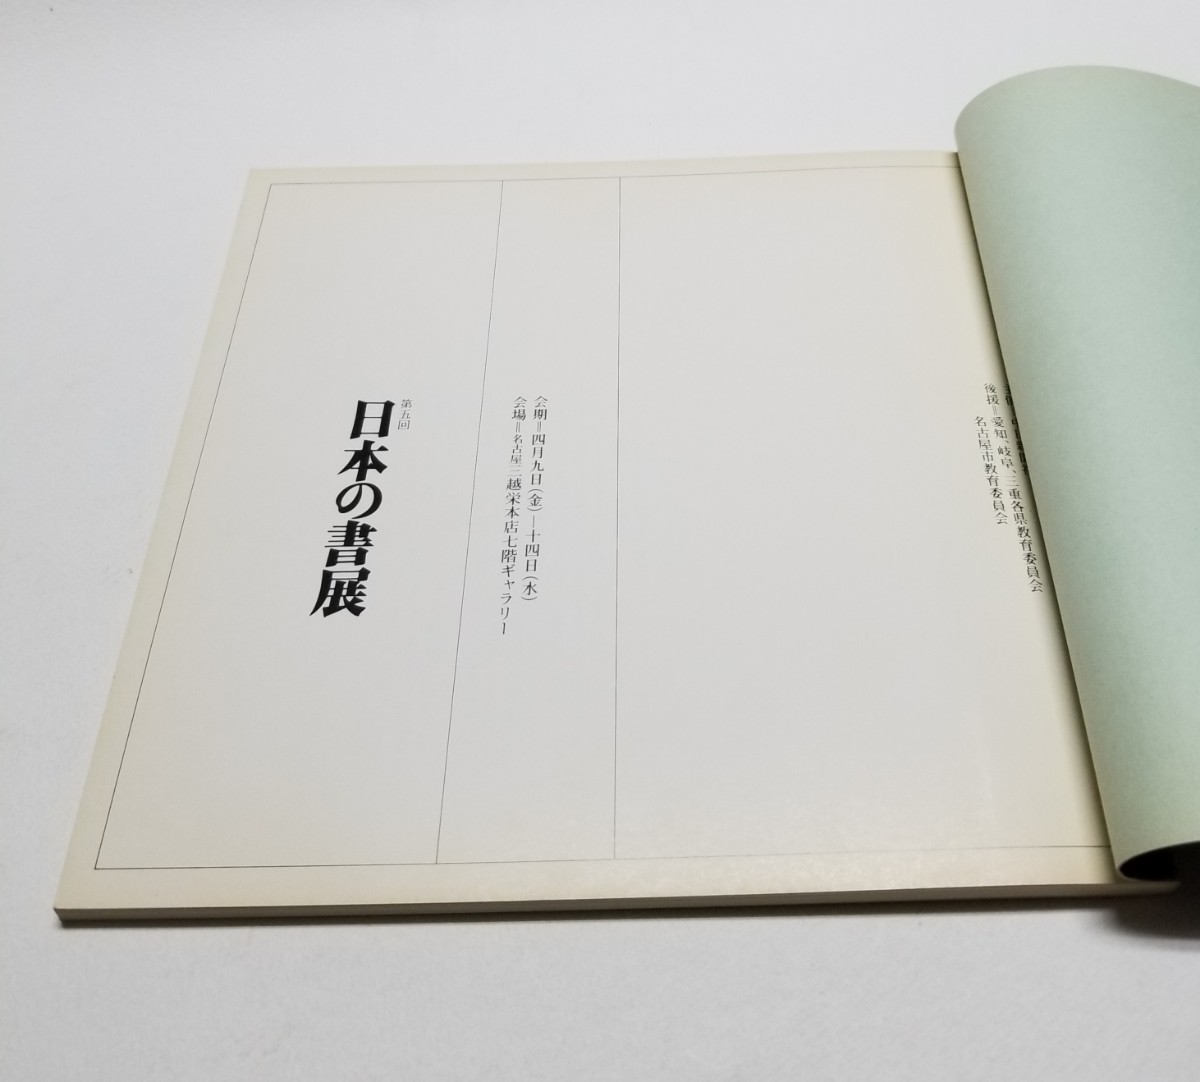 後援=愛知、岐阜、三重各県教育委員会
名古屋市教育委員会
会期=四月九日(金)―十四日(水)
会場=名古屋三越栄本店七階ギャラリー
第五回
日本の書展